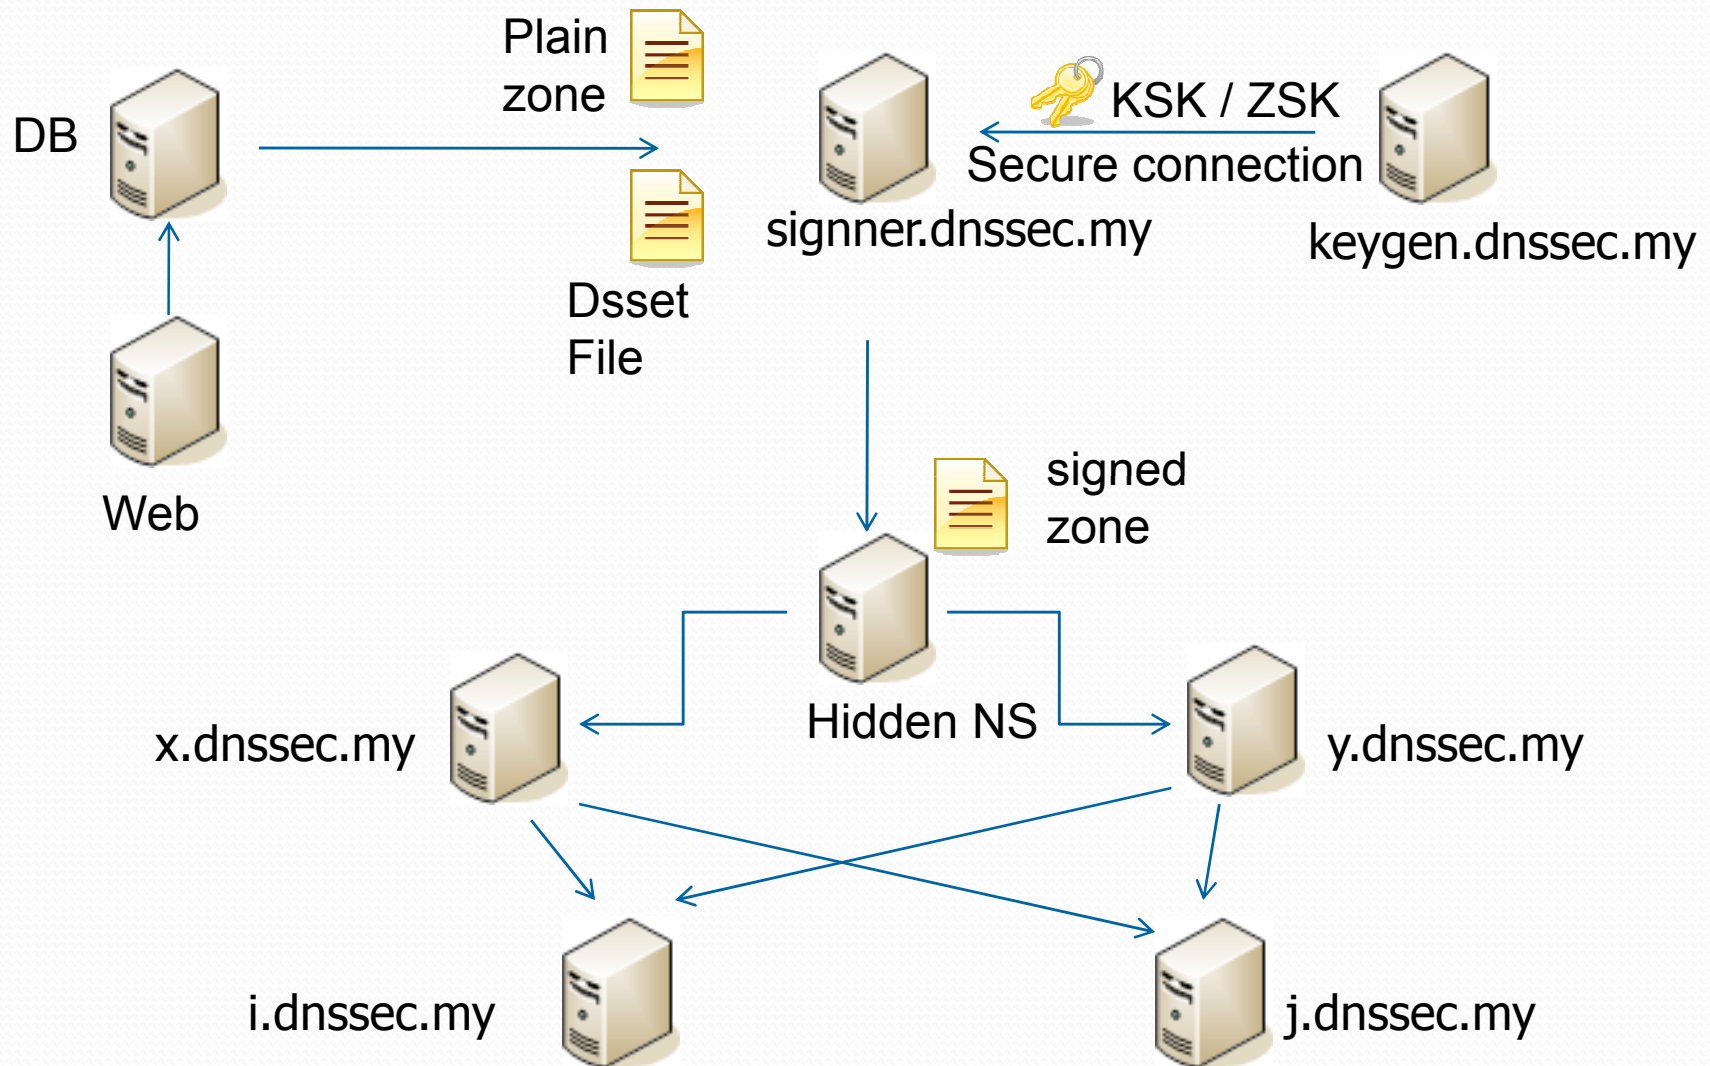 Plain
zone
DB
KSK / ZSK
Secure connection
signner.dnssec.my
keygen.dnssec.my
Dsset
File
Web
signed
zone
Hidden NS
x.dnssec.my
y.dnssec.my
i.dnssec.my
j.dnssec.my